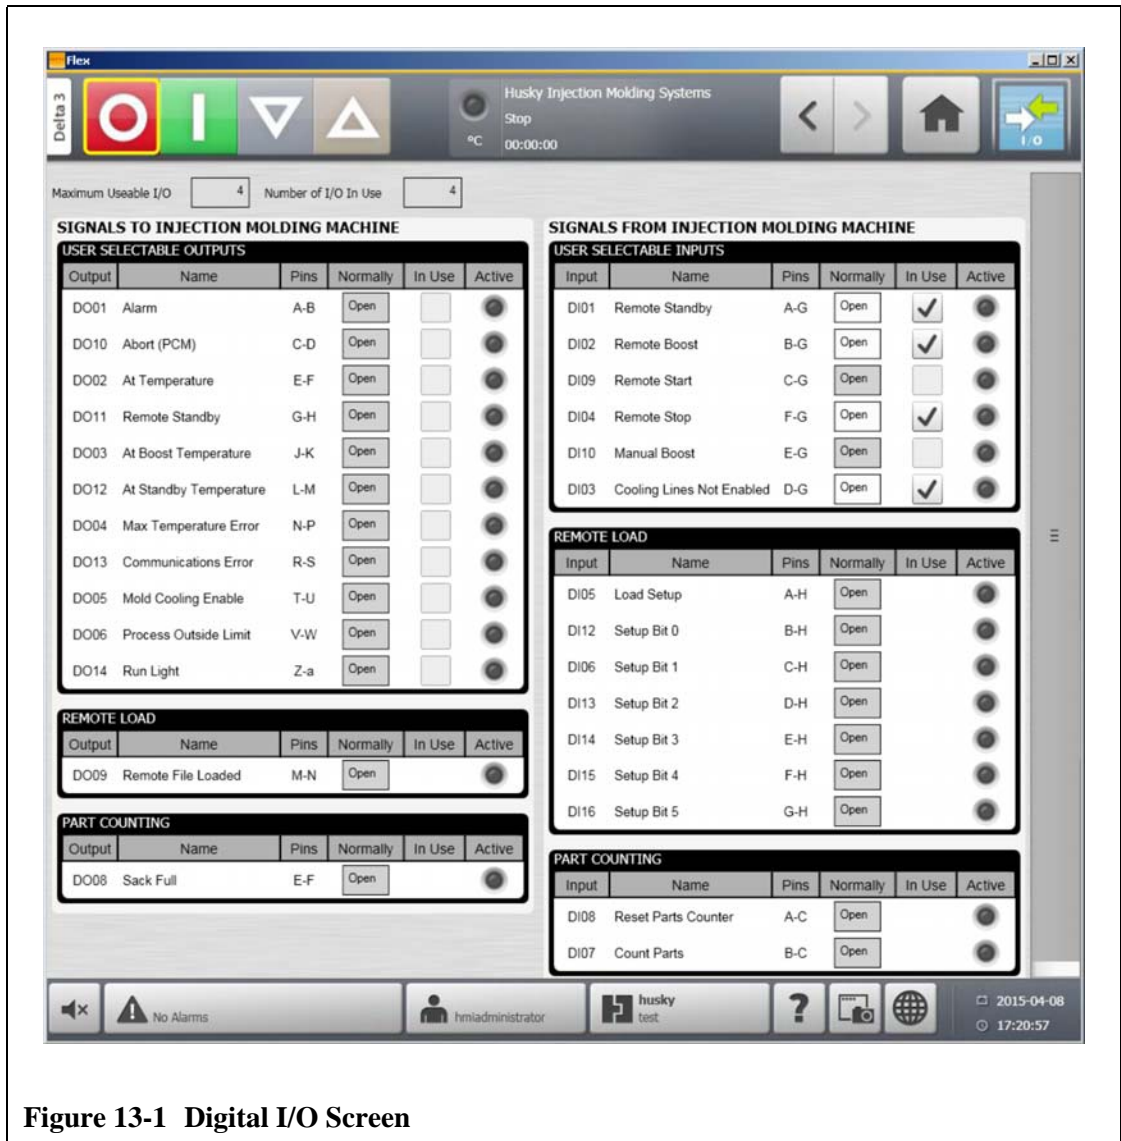 Flex
Delta 3
Husky Injection Molding Systems
Stop
°C 00:00:00
I/O
Maximum Useable I/O 4 Number of I/O In Use 4
SIGNALS TO INJECTION MOLDING MACHINE
USER SELECTABLE OUTPUTS
Output Name Pins Normally In Use Active
DO01 Alarm A-B Open
DO10 Abort (PCM) C-D Open
DO02 At Temperature E-F Open
DO11 Remote Standby G-H Open
DO03 At Boost Temperature J-K Open
DO12 At Standby Temperature L-M Open
DO04 Max Temperature Error N-P Open
DO13 Communications Error R-S Open
DO05 Mold Cooling Enable T-U Open
DO06 Process Outside Limit V-W Open
DO14 Run Light Z-a Open
REMOTE LOAD
Output Name Pins Normally In Use Active
DO09 Remote File Loaded M-N Open
PART COUNTING
Output Name Pins Normally In Use Active
DO08 Sack Full E-F Open
SIGNALS FROM INJECTION MOLDING MACHINE
USER SELECTABLE INPUTS
Input Name Pins Normally In Use Active
DI01 Remote Standby A-G Open
DI02 Remote Boost B-G Open
DI09 Remote Start C-G Open
DI04 Remote Stop F-G Open
DI10 Manual Boost E-G Open
DI03 Cooling Lines Not Enabled D-G Open
REMOTE LOAD
Input Name Pins Normally In Use Active
DI05 Load Setup A-H Open
DI12 Setup Bit 0 B-H Open
DI06 Setup Bit 1 C-H Open
DI13 Setup Bit 2 D-H Open
DI14 Setup Bit 3 E-H Open
DI15 Setup Bit 4 F-H Open
DI16 Setup Bit 5 G-H Open
PART COUNTING
Input Name Pins Normally In Use Active
DI08 Reset Parts Counter A-C Open
DI07 Count Parts B-C Open
No Alarms
hmiadministrator
husky
test
?
2015-04-08
17:20:57
Figure 13-1 Digital I/O Screen